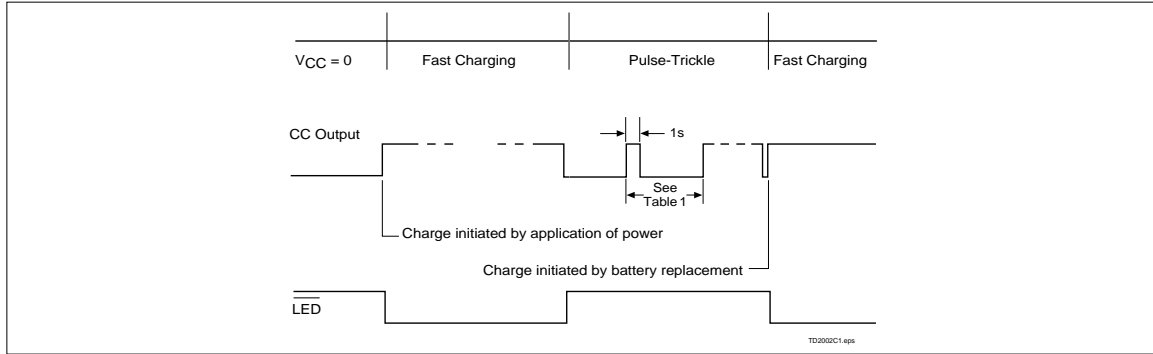 VCC = 0 Fast Charging Pulse-Trickle Fast Charging
CC Output
1s
See
Table 1
Charge initiated by application of power
Charge initiated by battery replacement
LED
TD2002C1.eps